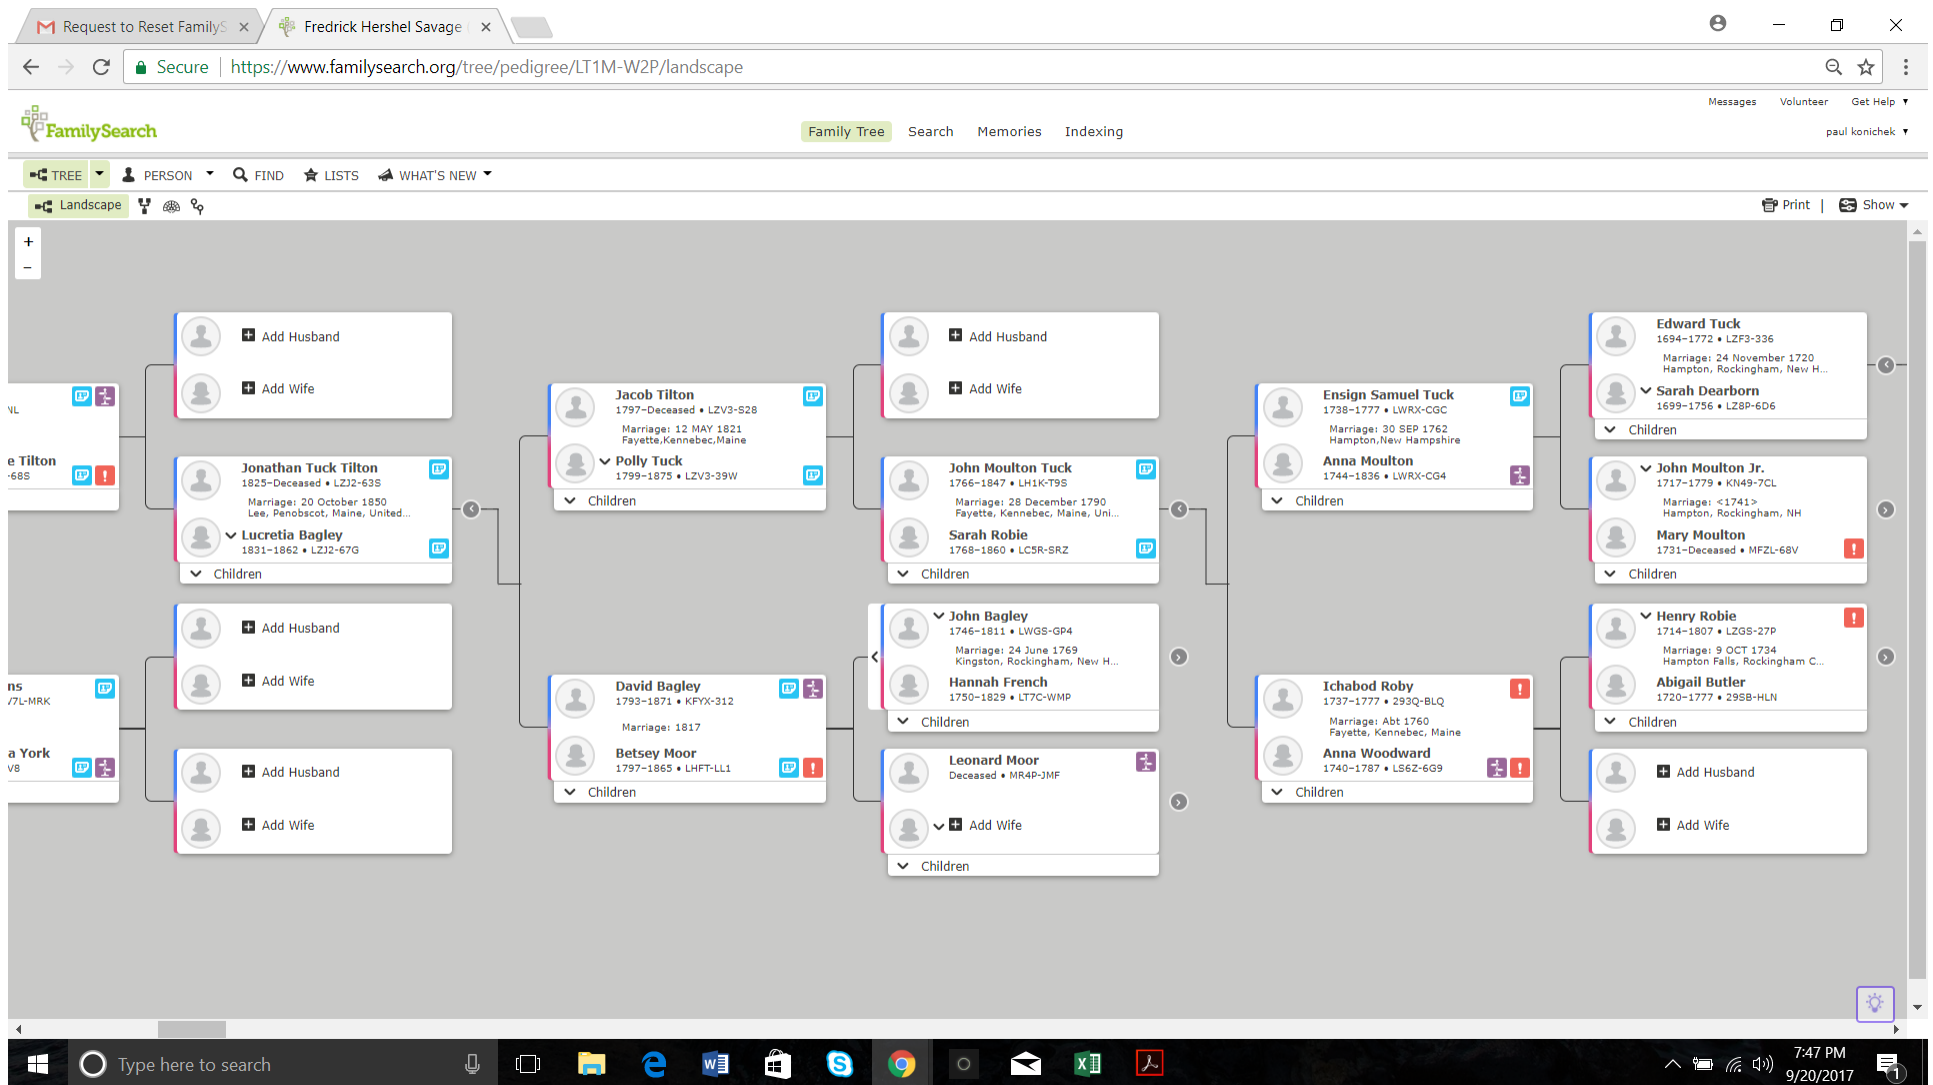 Request to Reset FamilyS
Fredrick Hershel Savage
Secure
https://www.familysearch.org/tree/pedigree/LT1M-W2P/landscape
Messages Volunteer Get Help
FamilySearch
Family Tree Search Memories Indexing
paul konichek
TREE PERSON FIND LISTS WHAT'S NEW
Landscape
Print | Show
+
−
NL
e Tilton
-68S
ns
/7L-MRK
a York
V8
Add Husband
Add Wife
Jonathan Tuck Tilton
1825–Deceased • LZJ2-63S
Marriage: 20 October 1850
Lee, Penobscot, Maine, United...
Lucretia Bagley
1831–1862 • LZJ2-67G
Children
Add Husband
Add Wife
Add Husband
Add Wife
Jacob Tilton
1797–Deceased • LZV3-S28
Marriage: 12 MAY 1821
Fayette,Kennebec,Maine
Polly Tuck
1799–1875 • LZV3-39W
Children
David Bagley
1793–1871 • KFYX-312
Marriage: 1817
Betsey Moor
1797–1865 • LHFT-LL1
Children
Add Husband
Add Wife
John Moulton Tuck
1766–1847 • LH1K-T9S
Marriage: 28 December 1790
Fayette, Kennebec, Maine, Uni...
Sarah Robie
1768–1860 • LC5R-SRZ
Children
John Bagley
1746–1811 • LWGS-GP4
Marriage: 24 June 1769
Kingston, Rockingham, New H...
Hannah French
1750–1829 • LT7C-WMP
Children
Leonard Moor
Deceased • MR4P-JMF
Add Wife
Children
Ensign Samuel Tuck
1738–1777 • LWRX-CGC
Marriage: 30 SEP 1762
Hampton,New Hampshire
Anna Moulton
1744–1836 • LWRX-CG4
Children
Ichabod Roby
1737–1777 • 293Q-BLQ
Marriage: Abt 1760
Fayette, Kennebec, Maine
Anna Woodward
1740–1787 • LS6Z-6G9
Children
Edward Tuck
1694–1772 • LZF3-336
Marriage: 24 November 1720
Hampton, Rockingham, New H...
Sarah Dearborn
1699–1756 • LZ8P-6D6
Children
John Moulton Jr.
1717–1779 • KN49-7CL
Marriage: <1741>
Hampton, Rockingham, NH
Mary Moulton
1731–Deceased • MFZL-68V
Children
Henry Robie
1714–1807 • LZGS-27P
Marriage: 9 OCT 1734
Hampton Falls, Rockingham C...
Abigail Butler
1720–1777 • 29SB-HLN
Children
Add Husband
Add Wife
Type here to search
7:47 PM
9/20/2017
1